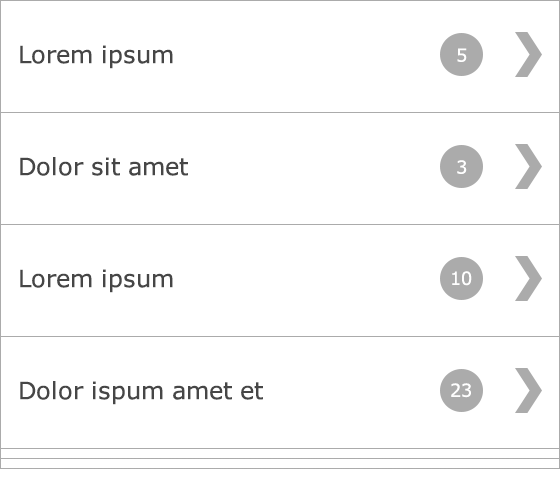 Lorem ipsum 5
Dolor sit amet 3
Lorem ipsum 10
Dolor ispum amet et 23